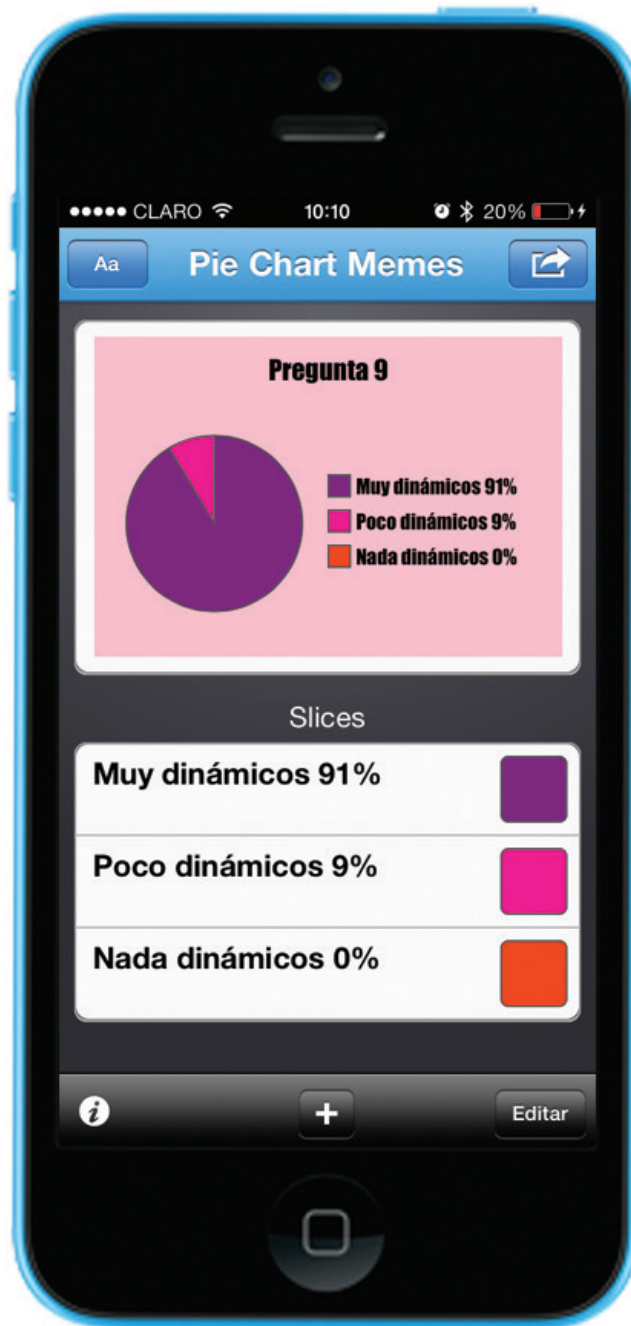 CLARO 10:10 20%
Aa Pie Chart Memes
Pregunta 9
Muy dinámicos 91%
Poco dinámicos 9%
Nada dinámicos 0%
Slices
Muy dinámicos 91%
Poco dinámicos 9%
Nada dinámicos 0%
i + Editar